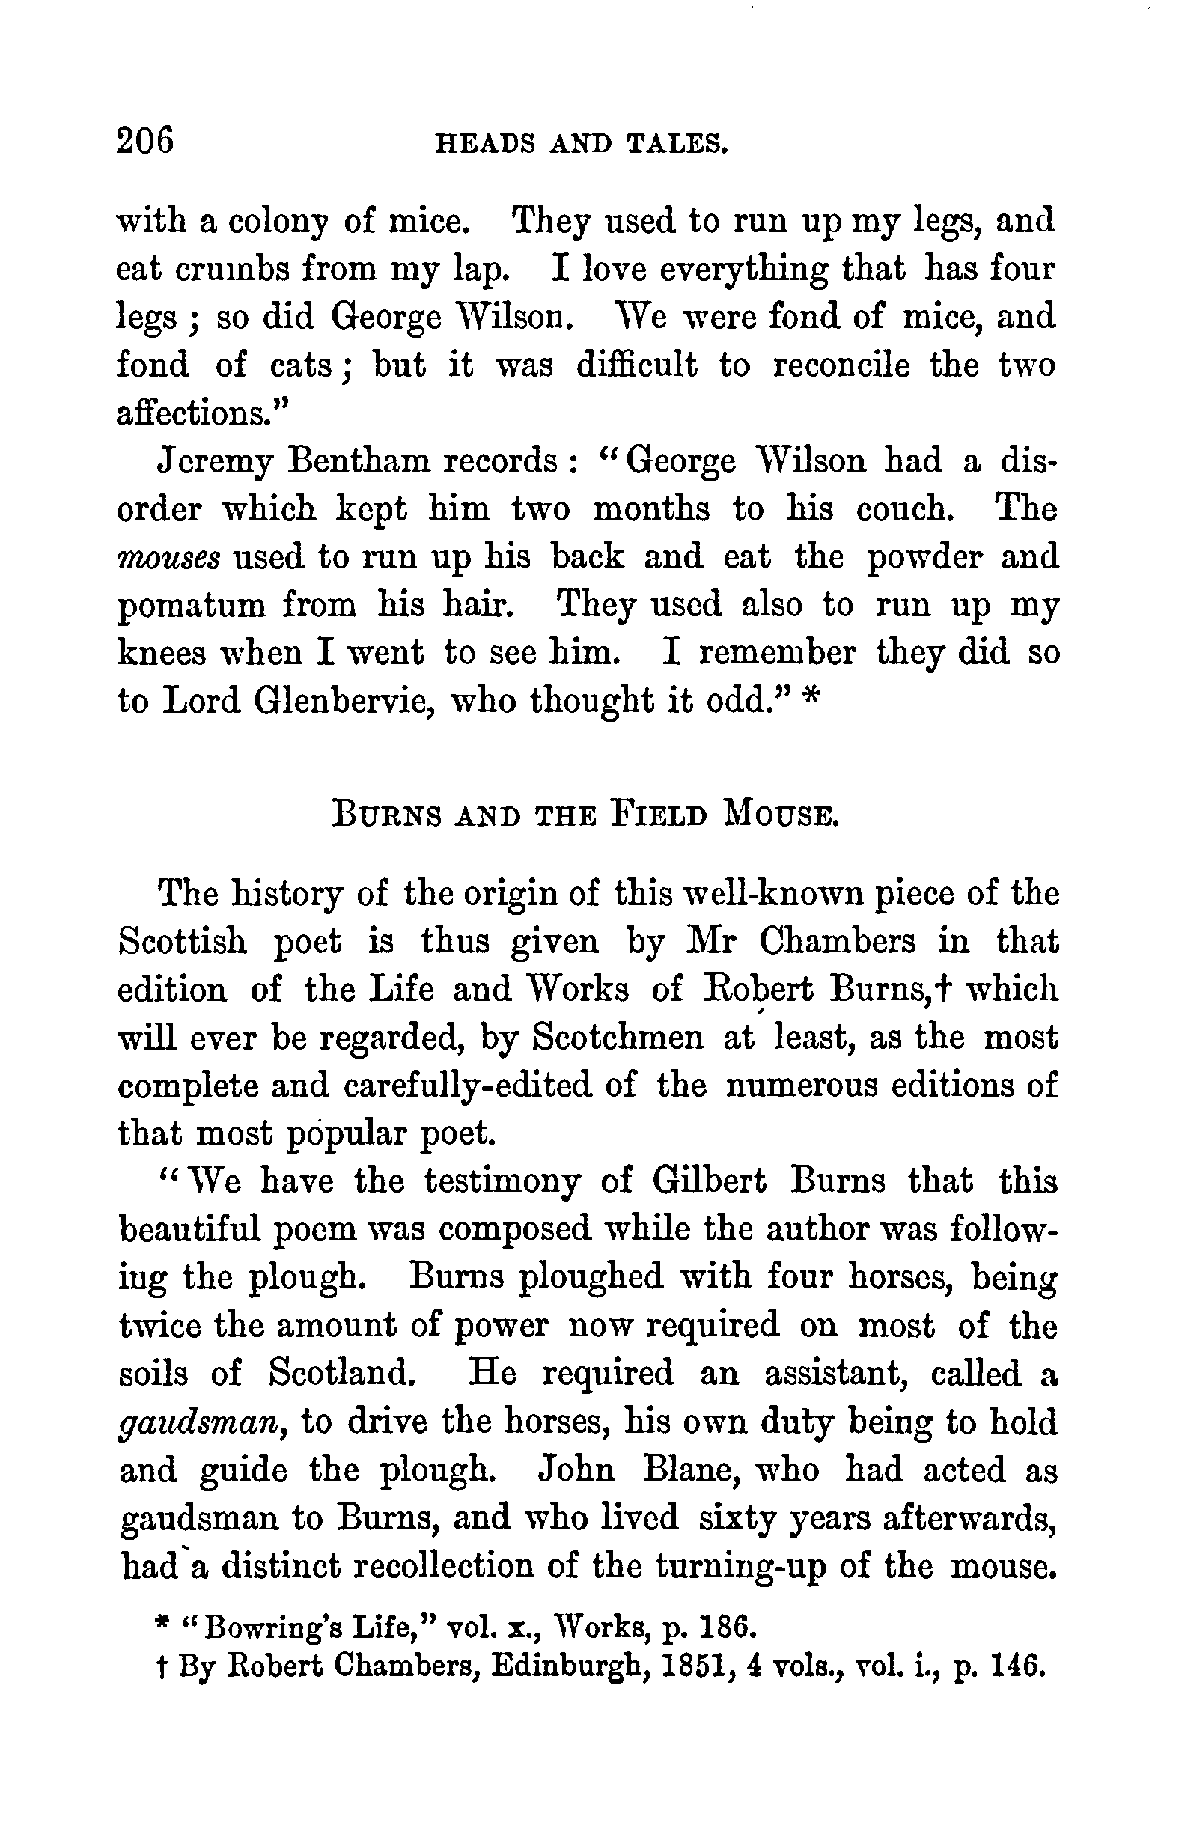 206 HEADS AND TALES.
with a colony of mice. They used to run up my legs, and
eat crumbs from my lap. I love everything that has four
legs ; so did George Wilson. We were fond of mice, and
fond of cats ; but it was difficult to reconcile the two
affections."
Jeremy Bentham records : " George Wilson had a dis-
order which kept him two months to his couch. The
mouses used to run up his back and eat the powder and
pomatum from his hair. They used also to run up my
knees when I went to see him. I remember they did so
to Lord Glenbervie, who thought it odd." *
BURNS AND THE FIELD MOUSE.
The history of the origin of this well-known piece of the
Scottish poet is thus given by Mr Chambers in that
edition of the Life and Works of Robert Burns,† which
will ever be regarded, by Scotchmen at least, as the most
complete and carefully-edited of the numerous editions of
that most popular poet.
" We have the testimony of Gilbert Burns that this
beautiful poem was composed while the author was follow-
ing the plough. Burns ploughed with four horses, being
twice the amount of power now required on most of the
soils of Scotland. He required an assistant, called a
gaudsman, to drive the horses, his own duty being to hold
and guide the plough. John Blane, who had acted as
gaudsman to Burns, and who lived sixty years afterwards,
had a distinct recollection of the turning-up of the mouse.
* " Bowring's Life," vol. x., Works, p. 186.
† By Robert Chambers, Edinburgh, 1851, 4 vols., vol. i., p. 146.